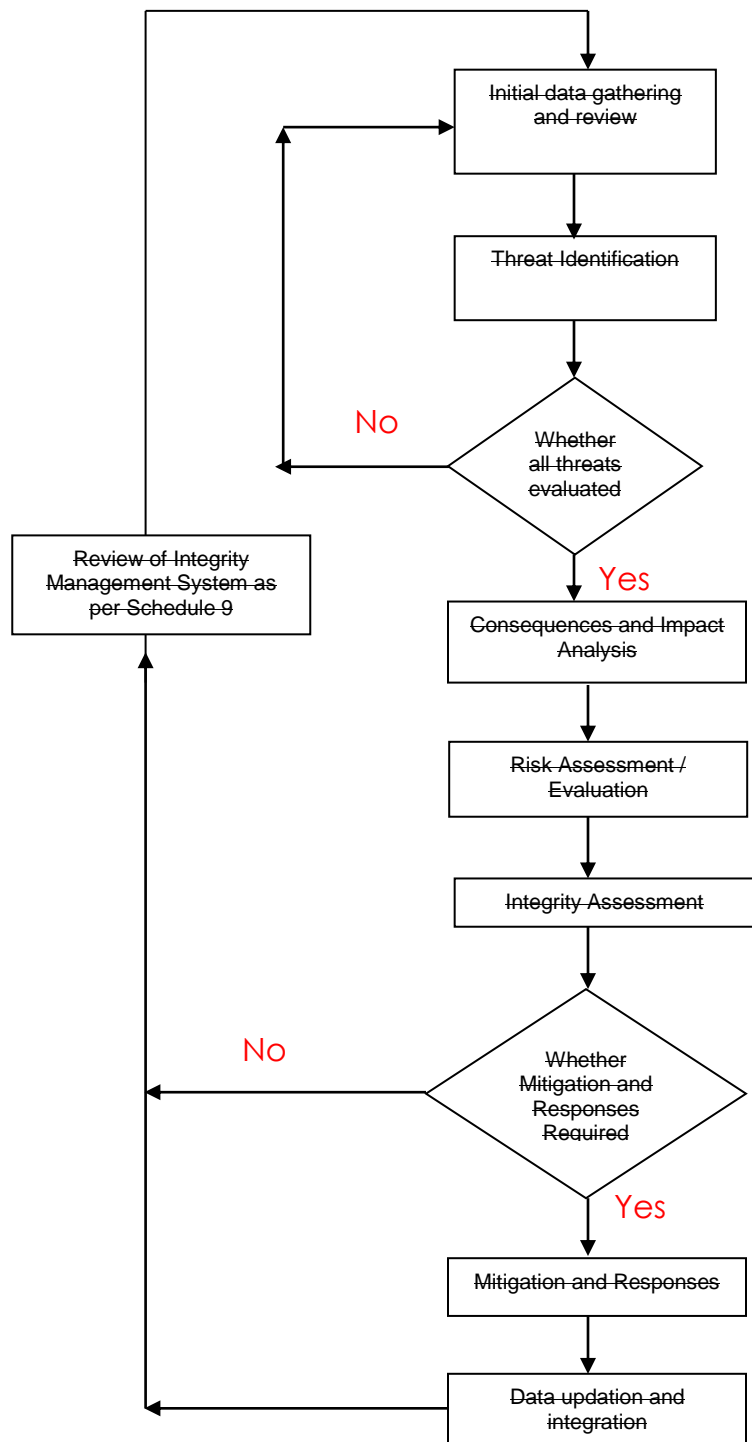 Initial data gathering
and review
Threat Identification
No
Whether
all threats
evaluated
Review of Integrity
Management System as
per Schedule 9
Yes
Consequences and Impact
Analysis
Risk Assessment /
Evaluation
Integrity Assessment
No
Whether
Mitigation and
Responses
Required
Yes
Mitigation and Responses
Data updation and
integration